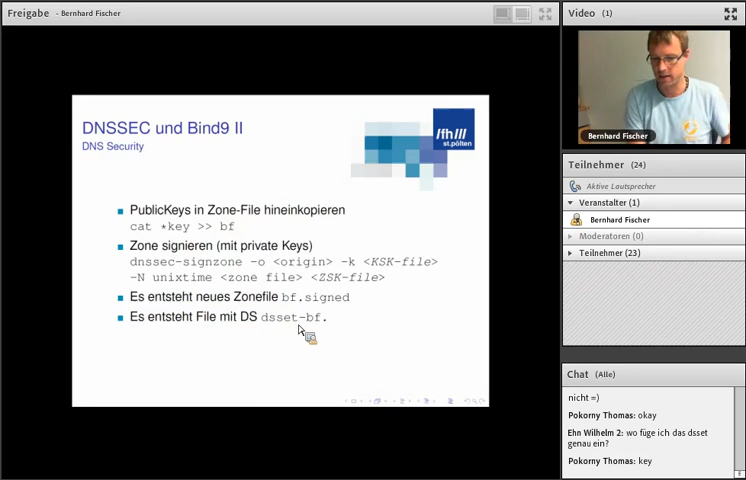 Freigabe - Bernhard Fischer
DNSSEC und Bind9 II
DNS Security
/fh///
st.pölten
PublicKeys in Zone-File hineinkopieren
cat *key >> bf
Zone signieren (mit private Keys)
dnssec-signzone -o <origin> -k <KSK-file>
-N unixtime <zone file> <ZSK-file>
Es entsteht neues Zonefile bf.signed
Es entsteht File mit DS dsset-bf.
Video (1)
Bernhard Fischer
Teilnehmer (24)
Aktive Lautsprecher
Veranstalter (1)
Bernhard Fischer
Moderatoren (0)
Teilnehmer (23)
Chat (Alle)
nicht =)
Pokorny Thomas: okay
Ehn Wilhelm 2: wo füge ich das dsset
genau ein?
Pokorny Thomas: key